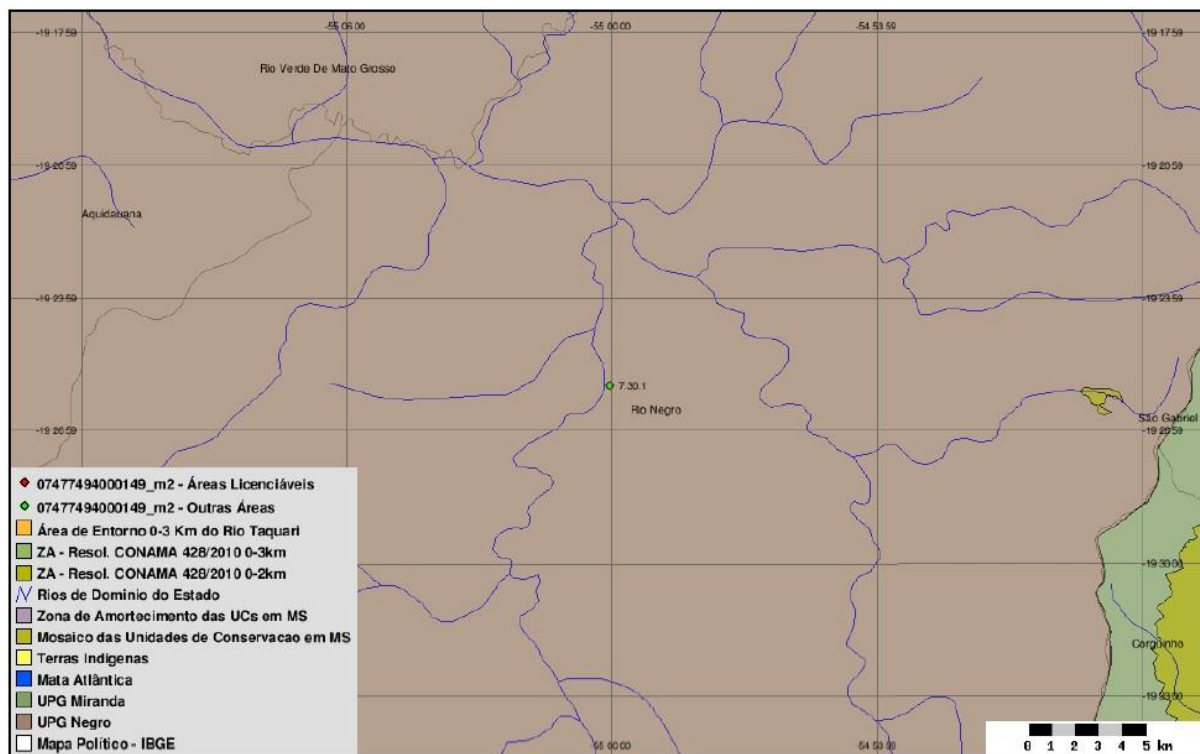 -55 06 00
-55 00 00
-54 53 59
-19 17 59
-19 17 59
Rio Verde De Mato Grosso
-19 20 59
-19 20 59
Aquidauana
-19 23 59
-19 23 59
7.30.1
Rio Negro
São Gabriel
-19 26 59
-19 26 59
07477494000149_m2 - Áreas Licenciáveis
07477494000149_m2 - Outras Áreas
Área de Entorno 0-3 Km do Rio Taquari
ZA - Resol. CONAMA 428/2010 0-3km
ZA - Resol. CONAMA 428/2010 0-2km
Rios de Domínio do Estado
Zona de Amortecimento das UCs em MS
Mosaico das Unidades de Conservacao em MS
Terras Indígenas
Mata Atlântica
UPG Miranda
UPG Negro
Mapa Político - IBGE
-19 30 00
Corguinho
-19 33 00
-55 00 00
-54 53 59
0 1 2 3 4 5 km